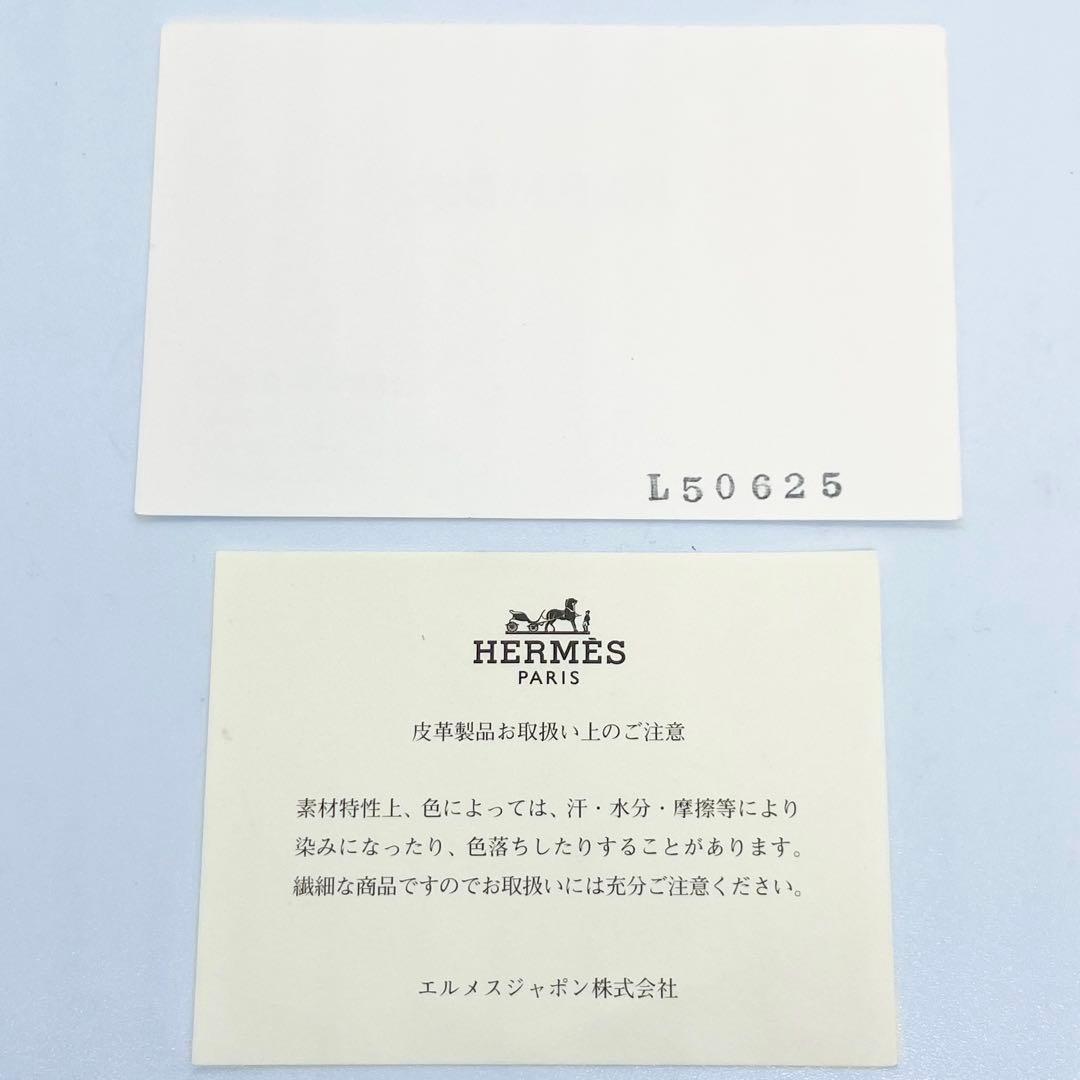 L50625
HERMÈS
PARIS
皮革製品お取扱い上のご注意
素材特性上、色によっては、汗・水分・摩擦等により
染みになったり、色落ちしたりすることがあります。
繊細な商品ですのでお取扱いには充分ご注意ください。
エルメスジャポン株式会社